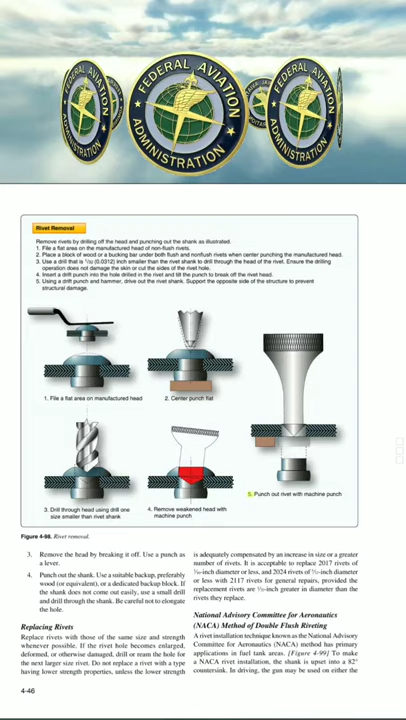 FEDERAL AVIATION
ADMINISTRATION
FEDERAL AVIATION
ADMINISTRATION
FEDERAL AVIATION
ADMINISTRATION
Rivet Removal
Remove rivets by drilling off the head and punching out the shank as illustrated.
1. File a flat area on the manufactured head of non-flush rivets.
2. Place a block of wood or a bucking bar under both flush and nonflush rivets when center punching the manufactured head.
3. Use a drill that is 1/32 (0.0312) inch smaller than the rivet shank to drill through the head of the rivet. Ensure the drilling
operation does not damage the skin or cut the sides of the rivet hole.
4. Insert a drift punch into the hole drilled in the rivet and tilt the punch to break off the rivet head.
5. Using a drift punch and hammer, drive out the rivet shank. Support the opposite side of the structure to prevent
structural damage.
1. File a flat area on manufactured head
2. Center punch flat
3. Drill through head using drill one
size smaller than rivet shank
4. Remove weakened head with
machine punch
5. Punch out rivet with machine punch
Figure 4-98. Rivet removal.
3. Remove the head by breaking it off. Use a punch as
a lever.
4. Punch out the shank. Use a suitable backup, preferably
wood (or equivalent), or a dedicated backup block. If
the shank does not come out easily, use a small drill
and drill through the shank. Be careful not to elongate
the hole.
Replacing Rivets
Replace rivets with those of the same size and strength
whenever possible. If the rivet hole becomes enlarged,
deformed, or otherwise damaged, drill or ream the hole for
the next larger size rivet. Do not replace a rivet with a type
having lower strength properties, unless the lower strength
is adequately compensated by an increase in size or a greater
number of rivets. It is acceptable to replace 2017 rivets of
3/16-inch diameter or less, and 2024 rivets of 5/32-inch diameter
or less with 2117 rivets for general repairs, provided the
replacement rivets are 1/32-inch greater in diameter than the
rivets they replace.
National Advisory Committee for Aeronautics
(NACA) Method of Double Flush Riveting
A rivet installation technique known as the National Advisory
Committee for Aeronautics (NACA) method has primary
applications in fuel tank areas. [Figure 4-99] To make
a NACA rivet installation, the shank is upset into a 82°
countersink. In driving, the gun may be used on either the
4-46